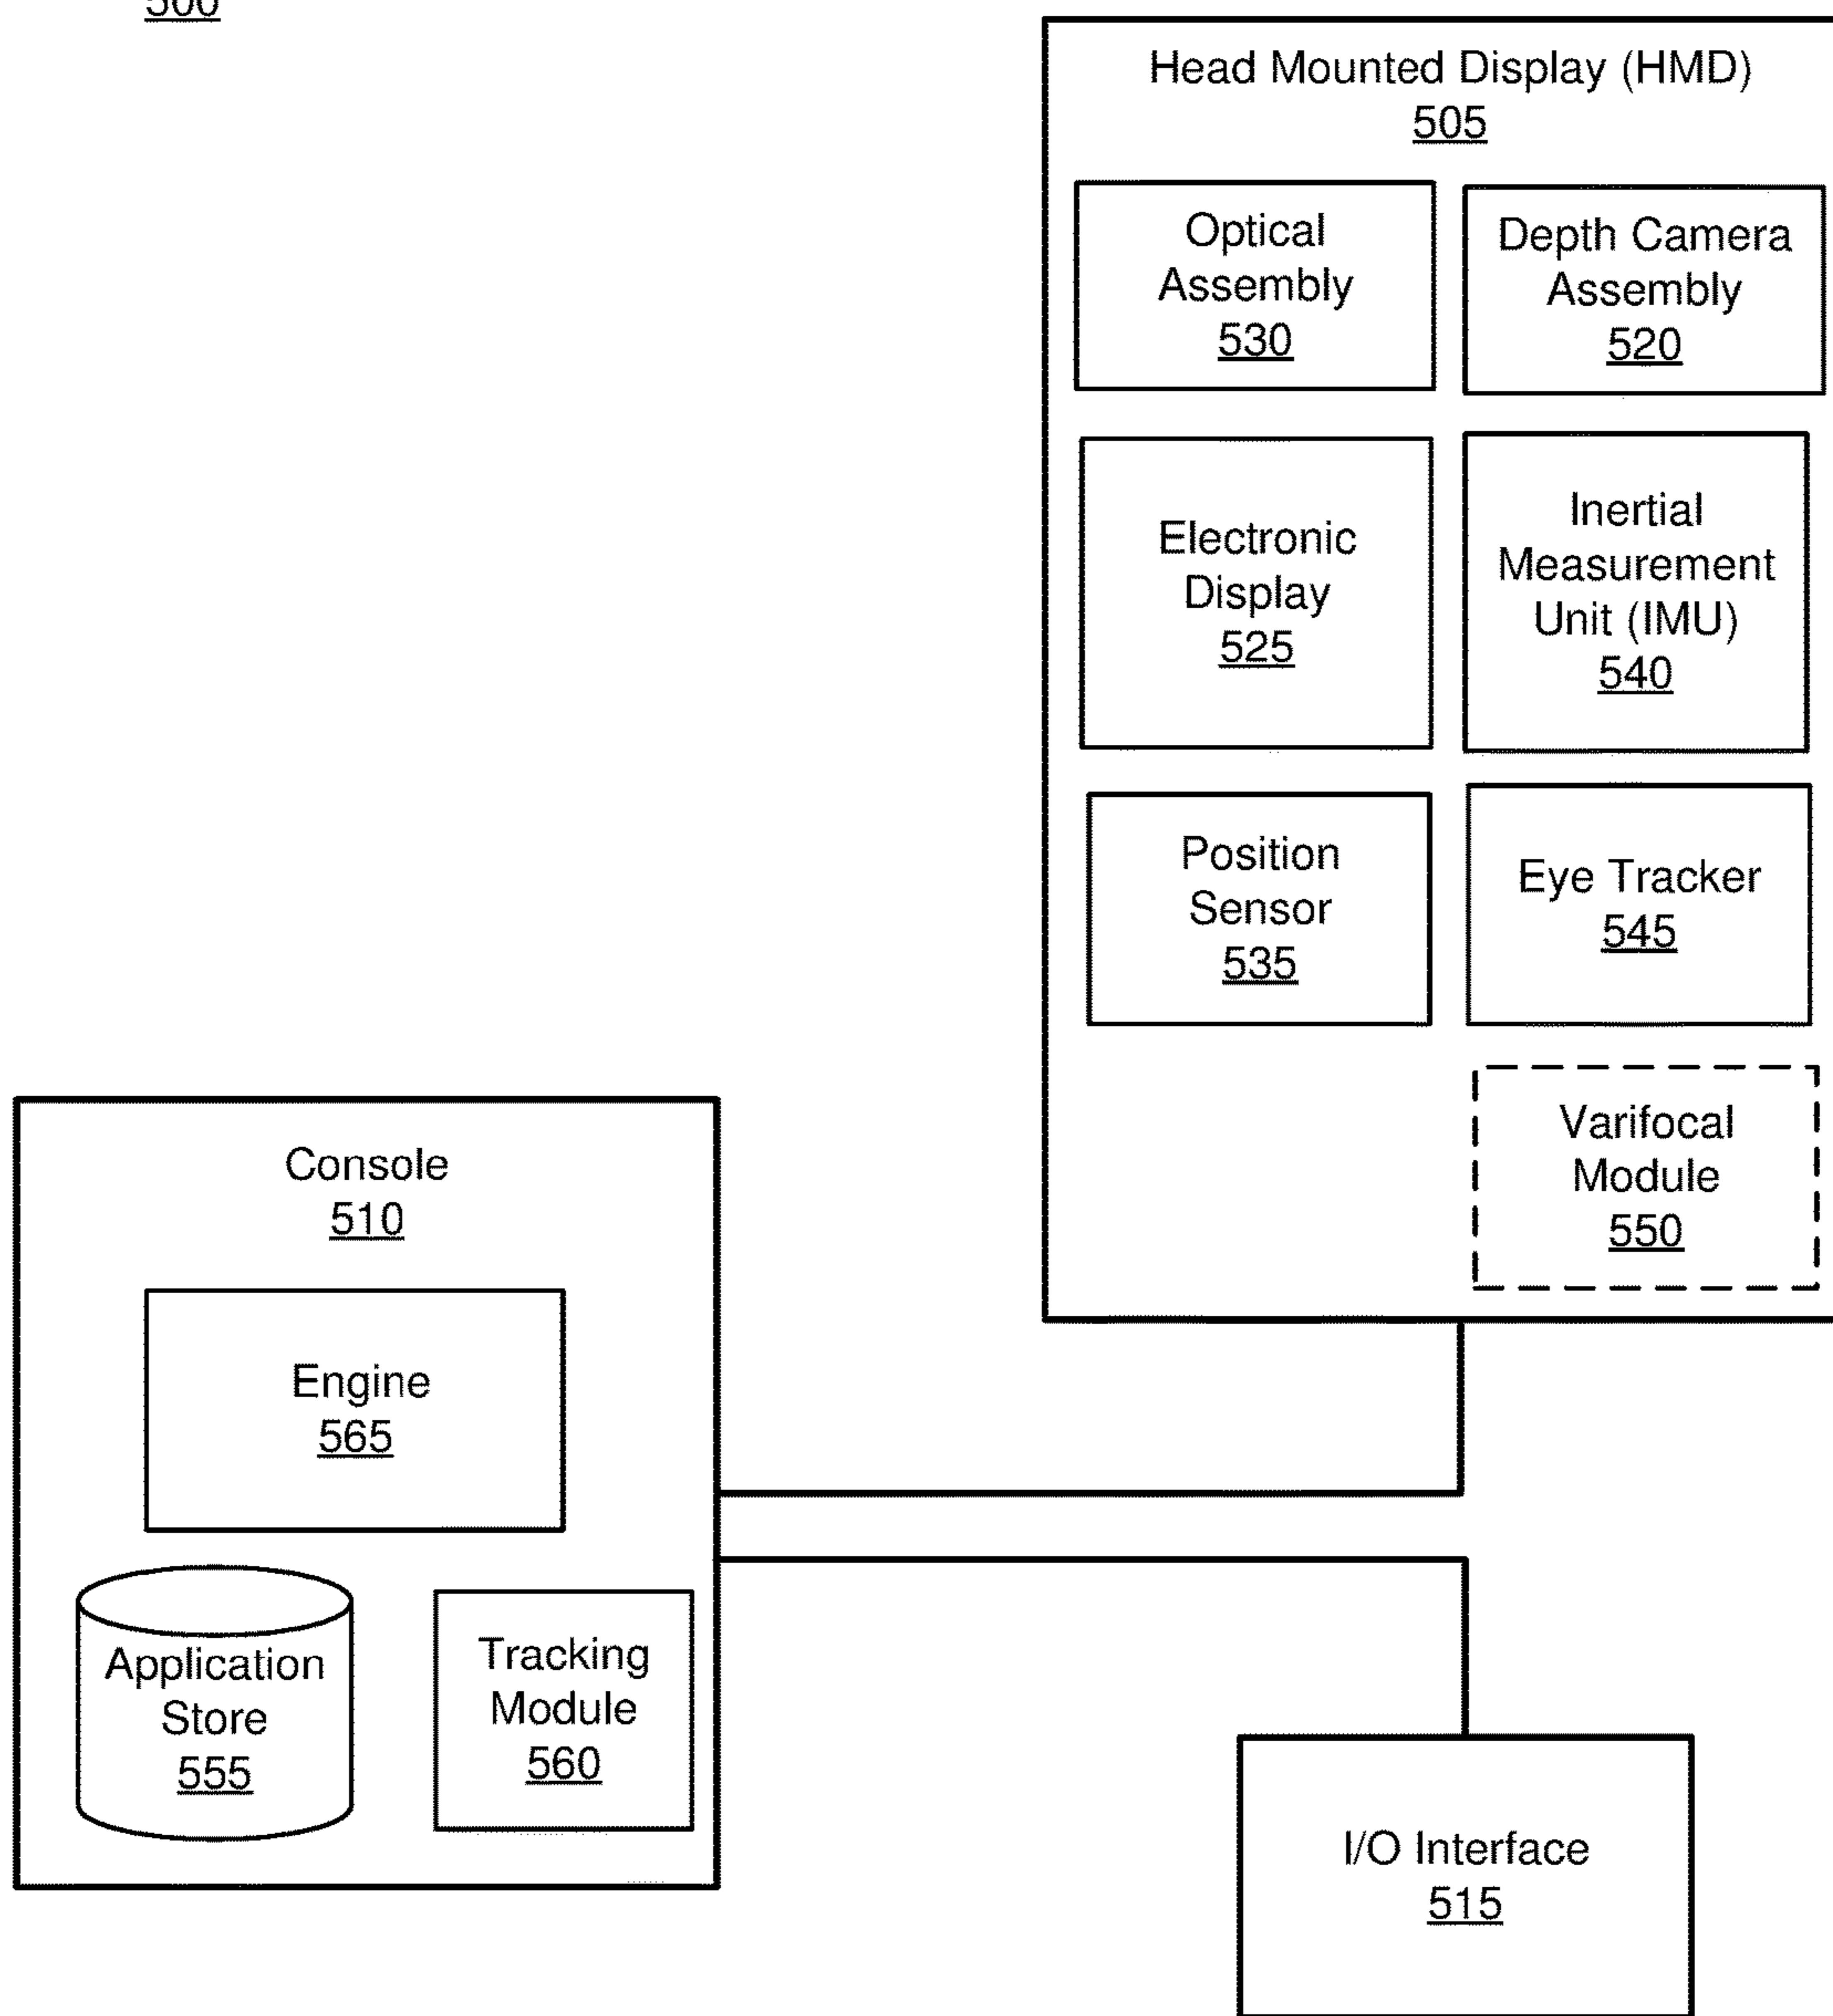 500
Head Mounted Display (HMD)
505
Optical
Assembly
530
Depth Camera
Assembly
520
Electronic
Display
525
Inertial
Measurement
Unit (IMU)
540
Position
Sensor
535
Eye Tracker
545
Varifocal
Module
550
Console
510
Engine
565
Application
Store
555
Tracking
Module
560
I/O Interface
515